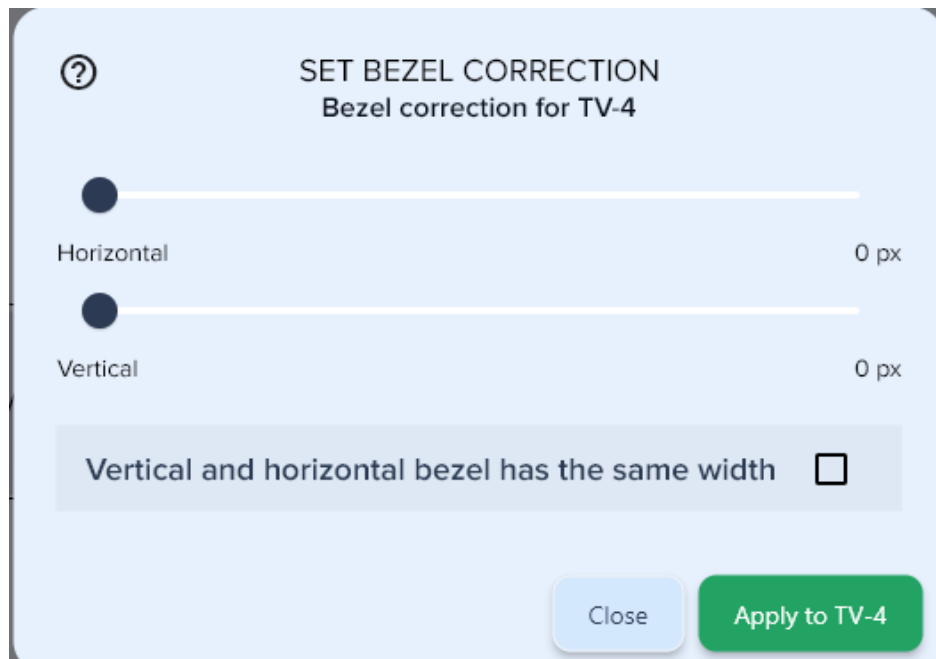 SET BEZEL CORRECTION
Bezel correction for TV-4
Horizontal 0 px
Vertical 0 px
Vertical and horizontal bezel has the same width
Close Apply to TV-4